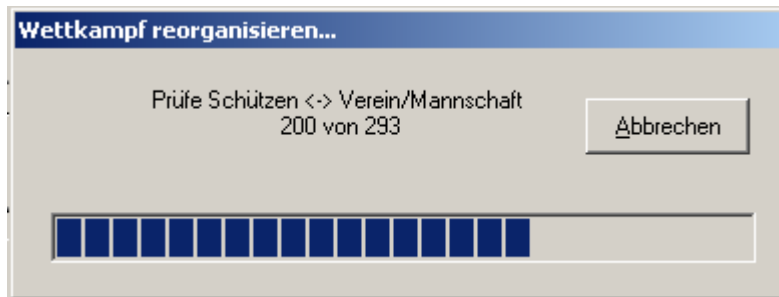 Wettkampf reorganisieren...
Prüfe Schützen <-> Verein/Mannschaft
200 von 293
Abbrechen